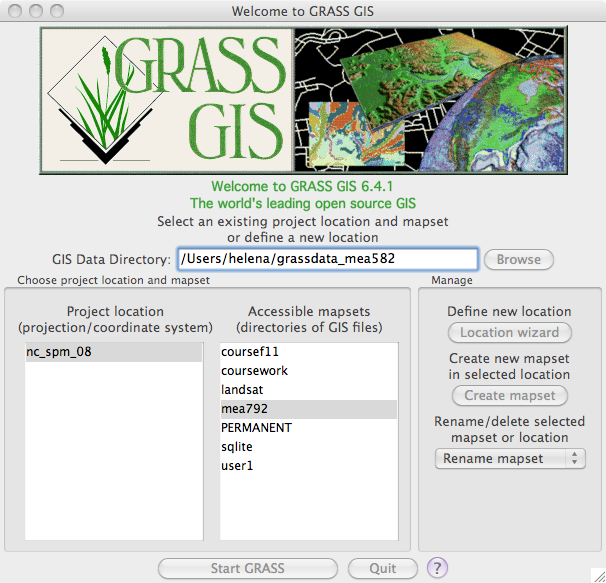 Welcome to GRASS GIS
GRASS
GIS
Welcome to GRASS GIS 6.4.1
The world's leading open source GIS
Select an existing project location and mapset
or define a new location
GIS Data Directory: /Users/helena/grassdata_mea582 Browse
Choose project location and mapset
Manage
Project location
(projection/coordinate system)
nc_spm_08
Accessible mapsets
(directories of GIS files)
coursef11
coursework
landsat
mea792
PERMANENT
sqlite
user1
Define new location
Location wizard
Create new mapset
in selected location
Create mapset
Rename/delete selected
mapset or location
Rename mapset
Start GRASS Quit ?